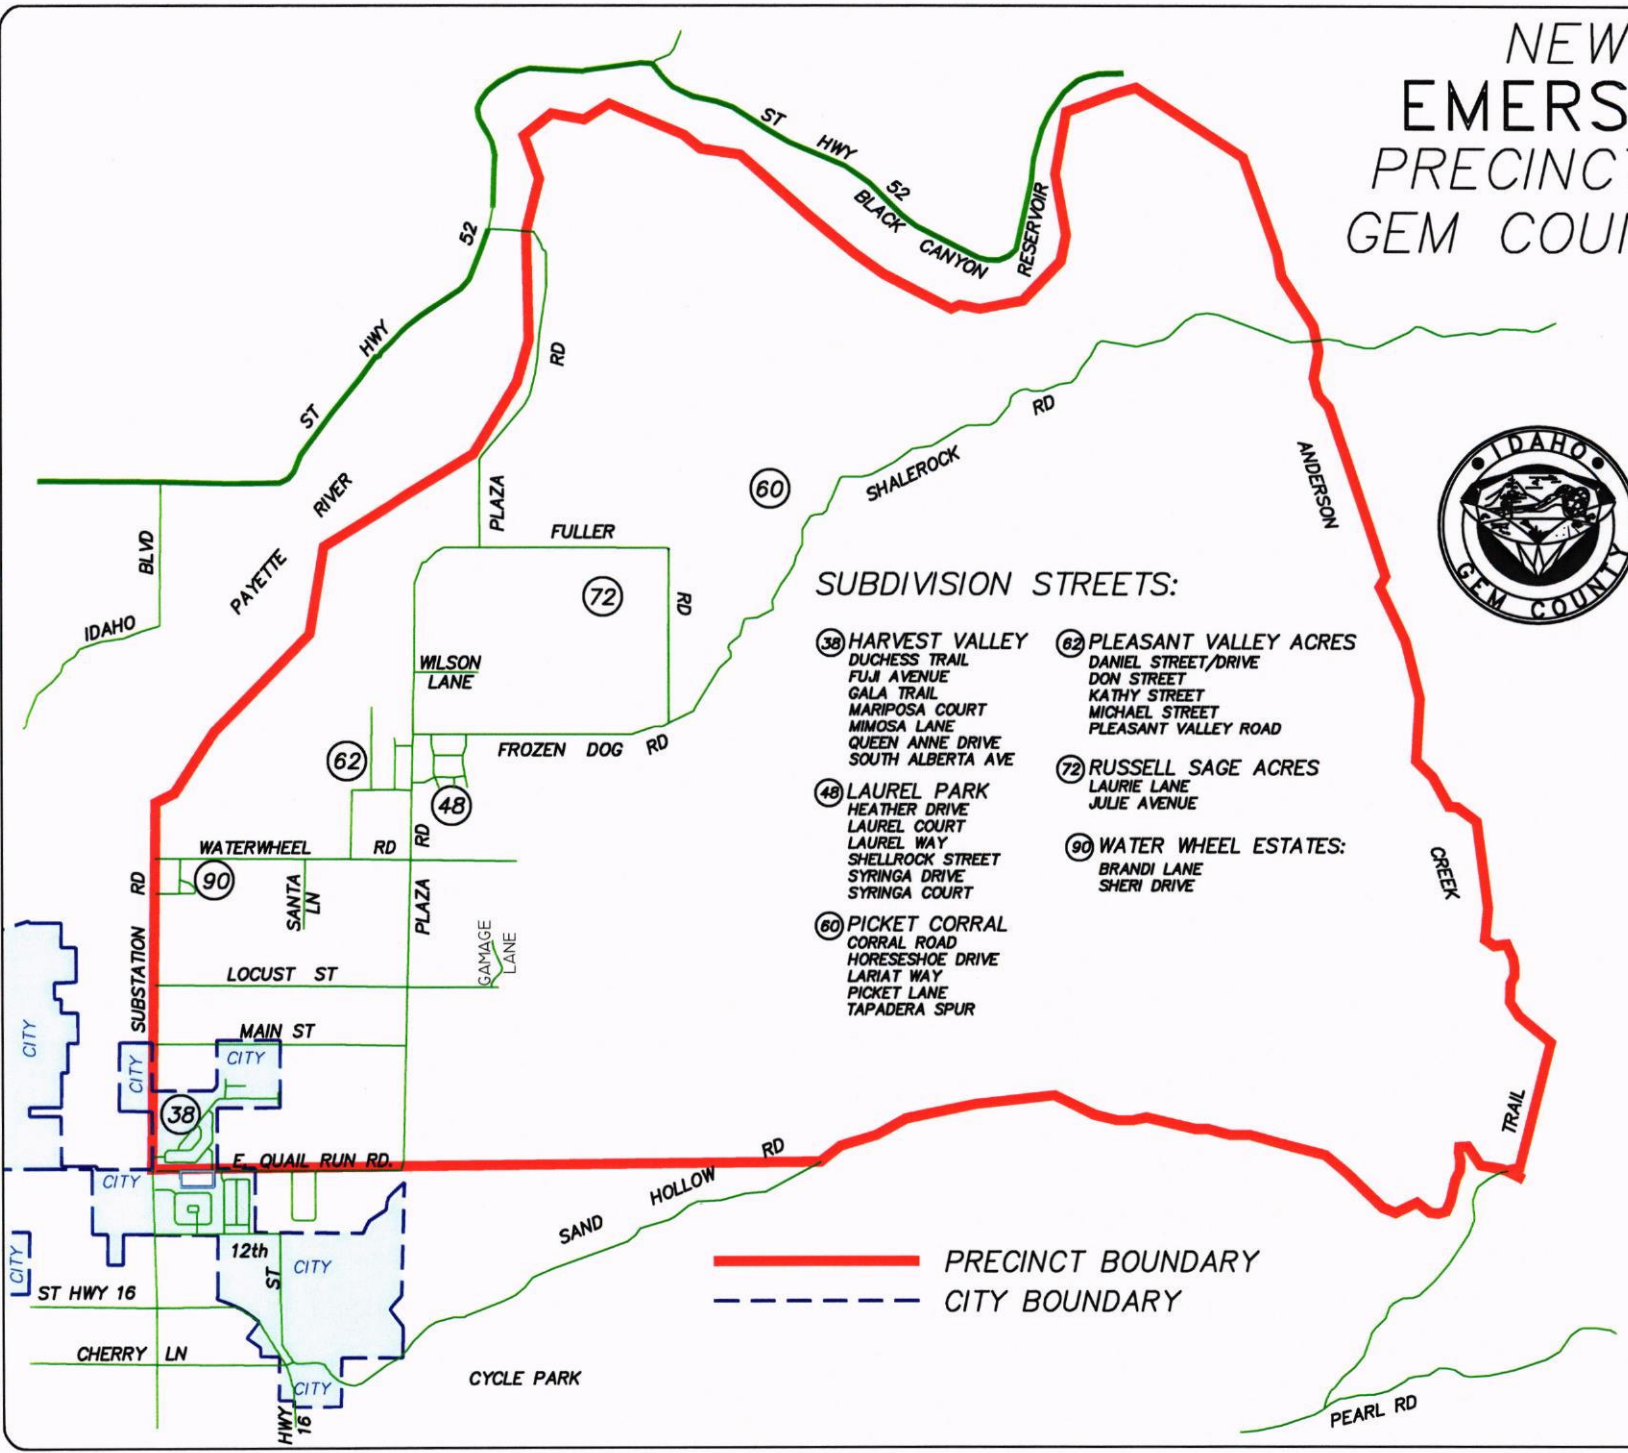 NEW
EMERS
PRECINCT
GEM COUN
ST HWY 52
BLACK CANYON RESERVOIR
52
ST HWY
RD
PLAZA
RIVER
PAYETTE
BLVD
IDAHO
FULLER
RD
60
72
SHALEROCK RD
ANDERSON
CREEK
TRAIL
IDAHO
GEM COUNTY
WILSON
LANE
FROZEN DOG RD
62
48
WATERWHEEL RD
RD
PLAZA
90
SANTA
LN
SUBSTATION RD
GAMAGE
LANE
LOCUST ST
MAIN ST
CITY
CITY
CITY
38
E. QUAIL RUN RD.
CITY
CITY
12th
ST
CITY
ST HWY 16
CHERRY LN
CITY
HWY
16
SAND HOLLOW RD
CYCLE PARK
PEARL RD
SUBDIVISION STREETS:
38 HARVEST VALLEY
DUCHESS TRAIL
FUJI AVENUE
GALA TRAIL
MARIPOSA COURT
MIMOSA LANE
QUEEN ANNE DRIVE
SOUTH ALBERTA AVE
48 LAUREL PARK
HEATHER DRIVE
LAUREL COURT
LAUREL WAY
SHELLROCK STREET
SYRINGA DRIVE
SYRINGA COURT
60 PICKET CORRAL
CORRAL ROAD
HORESESHOE DRIVE
LARIAT WAY
PICKET LANE
TAPADERA SPUR
62 PLEASANT VALLEY ACRES
DANIEL STREET/DRIVE
DON STREET
KATHY STREET
MICHAEL STREET
PLEASANT VALLEY ROAD
72 RUSSELL SAGE ACRES
LAURIE LANE
JULIE AVENUE
90 WATER WHEEL ESTATES:
BRANDI LANE
SHERI DRIVE
PRECINCT BOUNDARY
CITY BOUNDARY